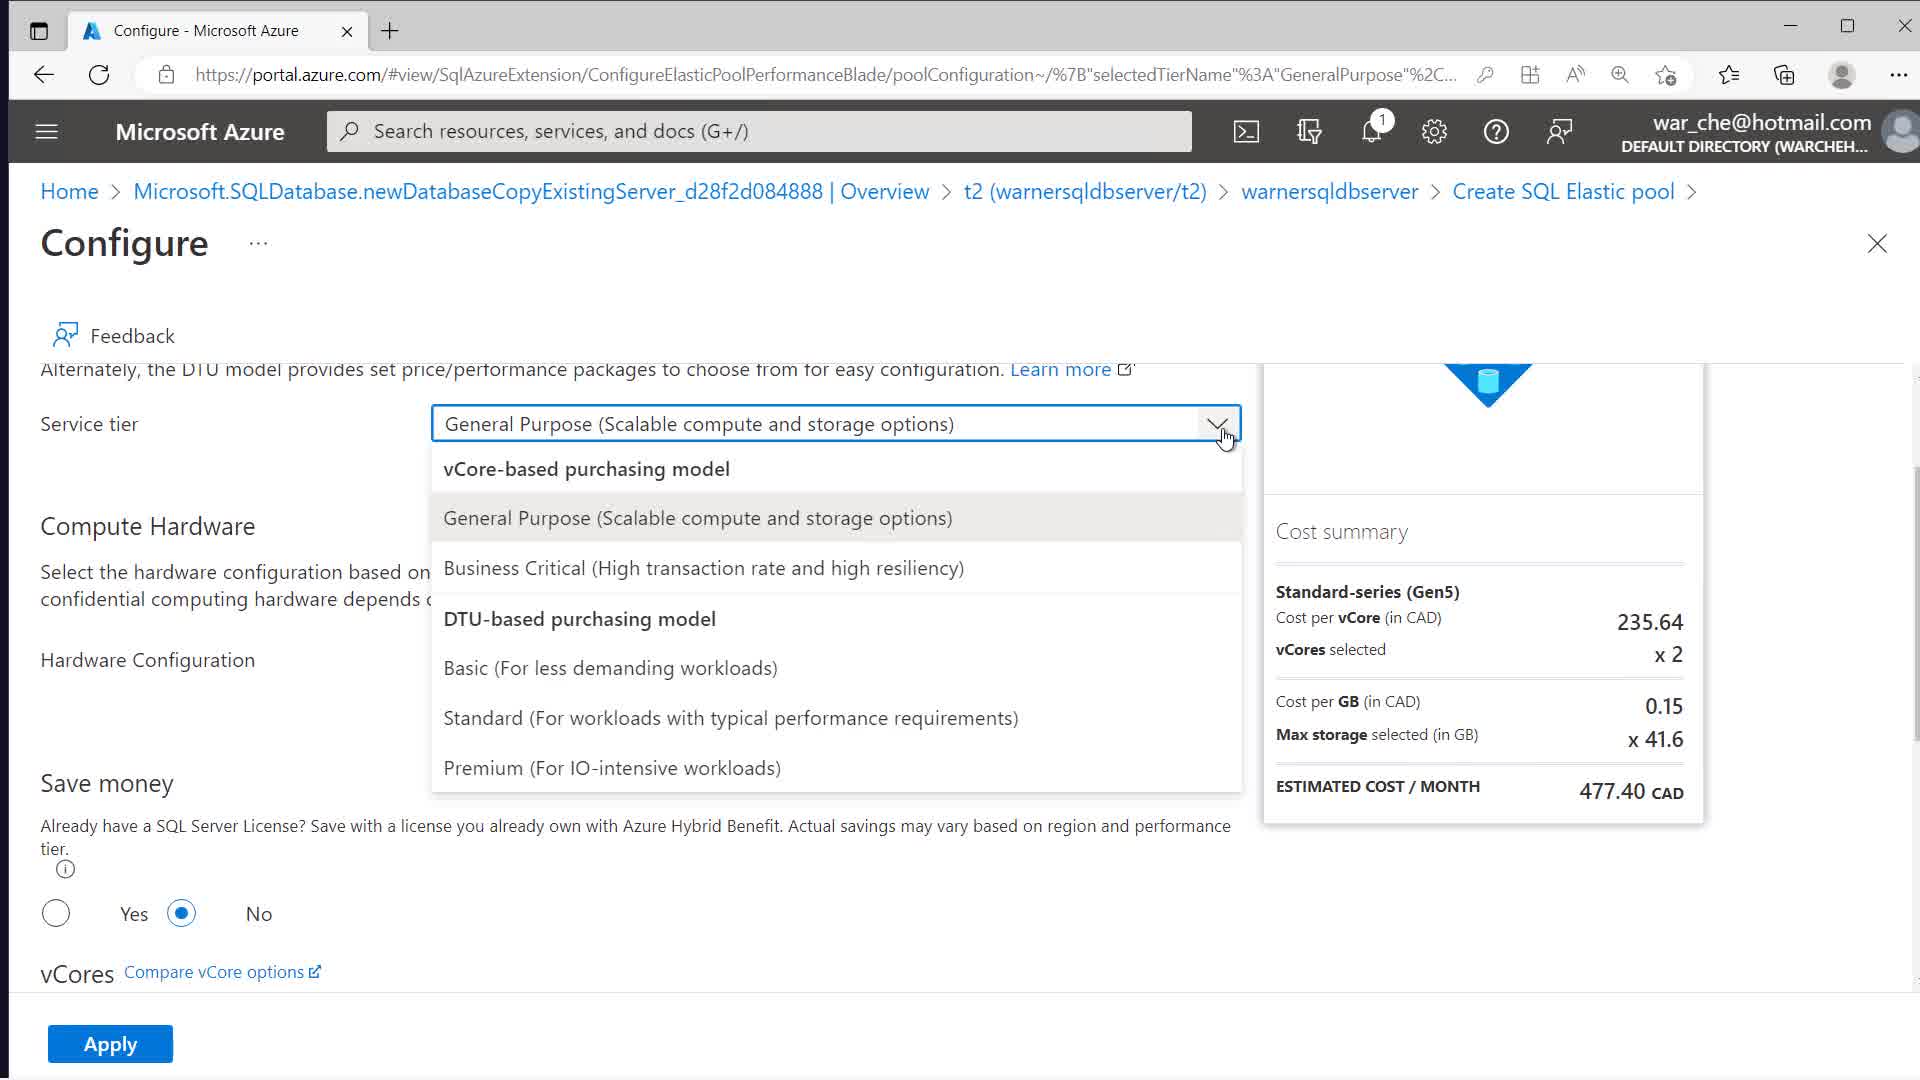 Configure - Microsoft Azure
https://portal.azure.com/#view/SqlAzureExtension/ConfigureElasticPoolPerformanceBlade/poolConfiguration~/%7B"selectedTierName"%3A"GeneralPurpose"%2C...
Microsoft Azure
Search resources, services, and docs (G+/)
1
war_che@hotmail.com
DEFAULT DIRECTORY (WARCHEH...
Home > Microsoft.SQLDatabase.newDatabaseCopyExistingServer_d28f2d084888 | Overview > t2 (warnersqldbserver/t2) > warnersqldbserver > Create SQL Elastic pool >
Configure ...
Feedback
Alternately, the DTU model provides set price/performance packages to choose from for easy configuration. Learn more
Service tier
General Purpose (Scalable compute and storage options)
vCore-based purchasing model
General Purpose (Scalable compute and storage options)
Business Critical (High transaction rate and high resiliency)
DTU-based purchasing model
Basic (For less demanding workloads)
Standard (For workloads with typical performance requirements)
Premium (For IO-intensive workloads)
Compute Hardware
Select the hardware configuration based on
confidential computing hardware depends
Hardware Configuration
Save money
Already have a SQL Server License? Save with a license you already own with Azure Hybrid Benefit. Actual savings may vary based on region and performance
tier.
Yes
No
vCores Compare vCore options
Apply
Cost summary
Standard-series (Gen5)
Cost per vCore (in CAD) 235.64
vCores selected x 2
Cost per GB (in CAD) 0.15
Max storage selected (in GB) x 41.6
ESTIMATED COST / MONTH 477.40 CAD